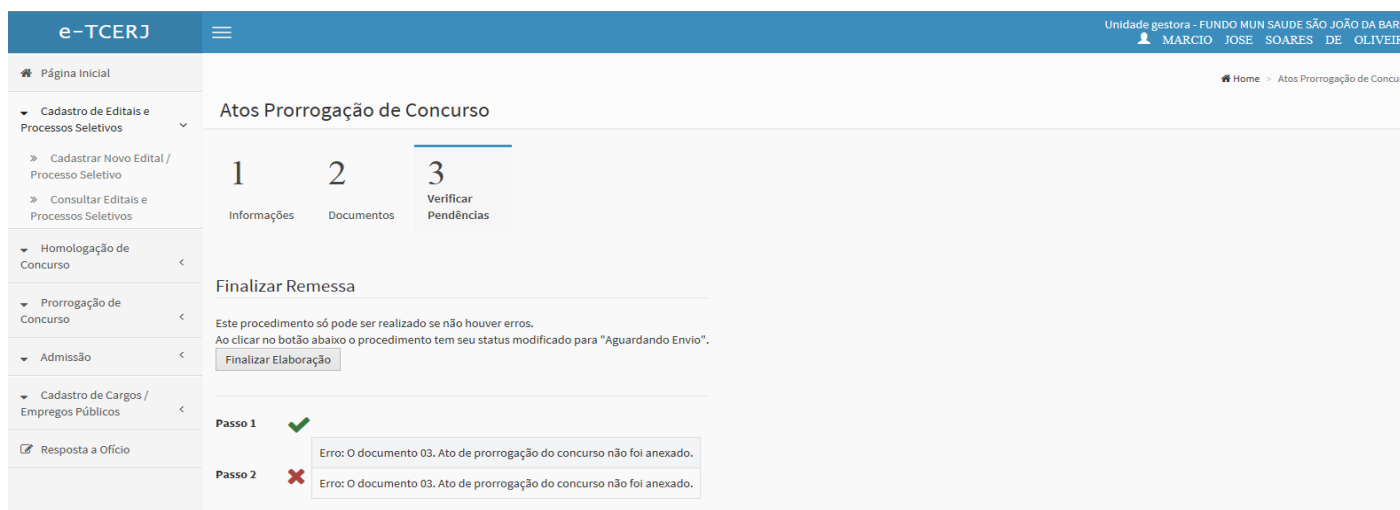 e-TCERJ
Unidade gestora - FUNDO MUN SAUDE SÃO JOÃO DA BAR
MARCIO JOSE SOARES DE OLIVEIR
Página Inicial
Home > Atos Prorrogação de Concu
Cadastro de Editais e
Processos Seletivos
Cadastrar Novo Edital /
Processo Seletivo
Consultar Editais e
Processos Seletivos
Homologação de
Concurso
Prorrogação de
Concurso
Admissão
Cadastro de Cargos /
Empregos Públicos
Resposta a Ofício
Atos Prorrogação de Concurso
1
Informações
2
Documentos
3
Verificar
Pendências
Finalizar Remessa
Este procedimento só pode ser realizado se não houver erros.
Ao clicar no botão abaixo o procedimento tem seu status modificado para "Aguardando Envio".
Finalizar Elaboração
Passo 1
Passo 2
Erro: O documento 03. Ato de prorrogação do concurso não foi anexado.
Erro: O documento 03. Ato de prorrogação do concurso não foi anexado.